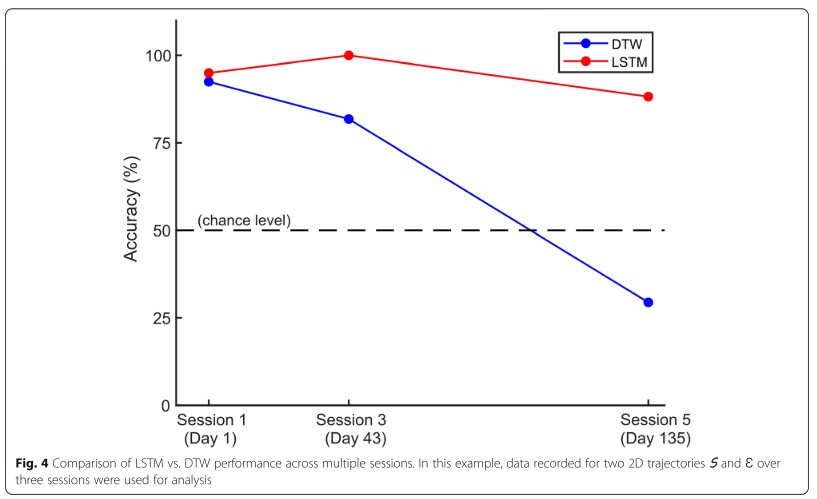 100
75
50
25
0
Accuracy (%)
DTW
LSTM
(chance level)
Session 1
(Day 1)
Session 3
(Day 43)
Session 5
(Day 135)
Fig. 4 Comparison of LSTM vs. DTW performance across multiple sessions. In this example, data recorded for two 2D trajectories S and Ɛ over
three sessions were used for analysis